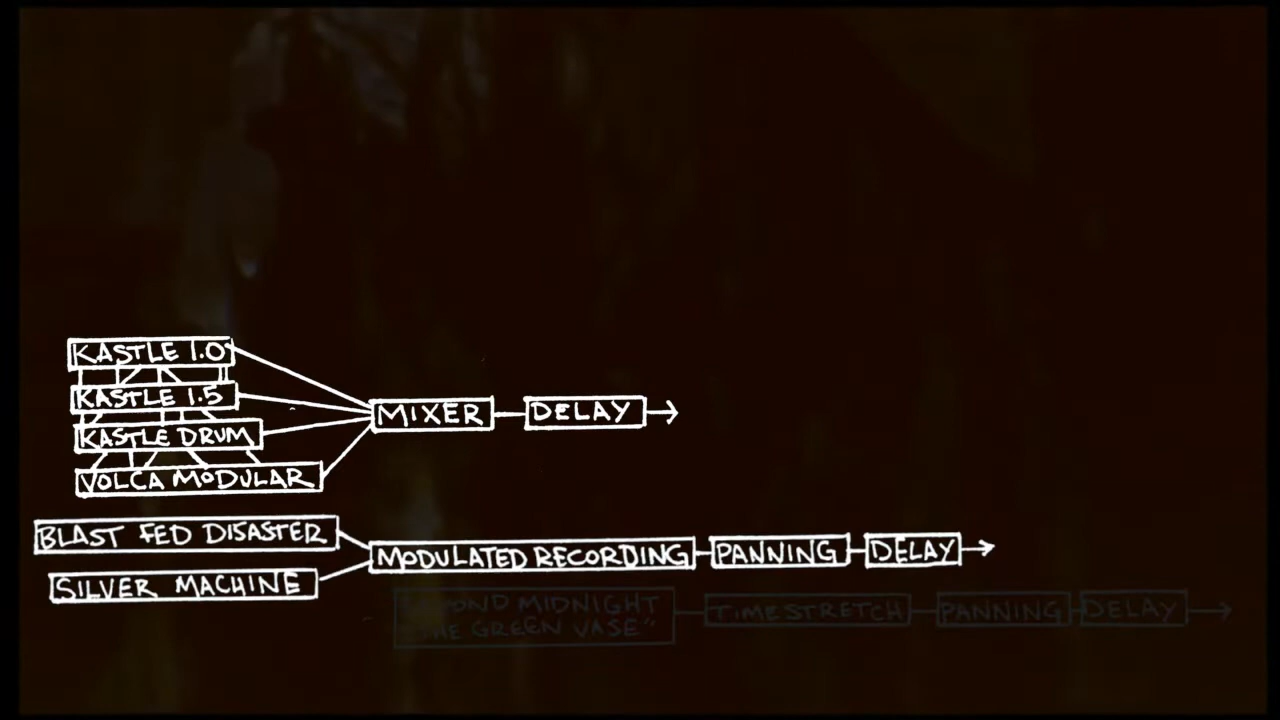 KASTLE 1.0
KASTLE 1.5
KASTLE DRUM
VOLCA MODULAR
MIXER
DELAY
BLAST FED DISASTER
SILVER MACHINE
MODULATED RECORDING
PANNING
DELAY
MIDNIGHT
GREEN VASE"
TIMESTRETCH
PANNING
DELAY